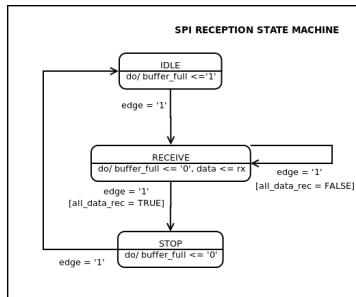 SPI RECEPTION STATE MACHINE
IDLE
do/ buffer_full <='1'
edge = '1'
RECEIVE
do/ buffer_full <= '0', data <= rx
edge = '1'
[all_data_rec = FALSE]
edge = '1'
[all_data_rec = TRUE]
STOP
do/ buffer_full <= '0'
edge = '1'